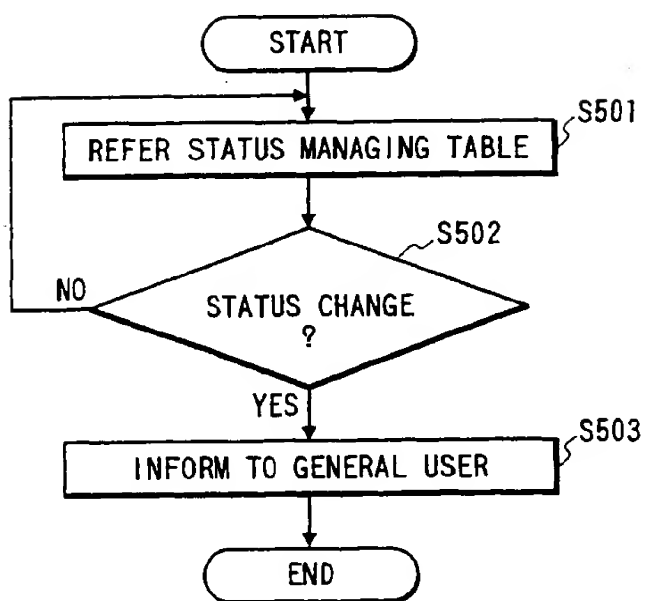 START
S501
REFER STATUS MANAGING TABLE
S502
NO
STATUS CHANGE
?
YES
S503
INFORM TO GENERAL USER
END